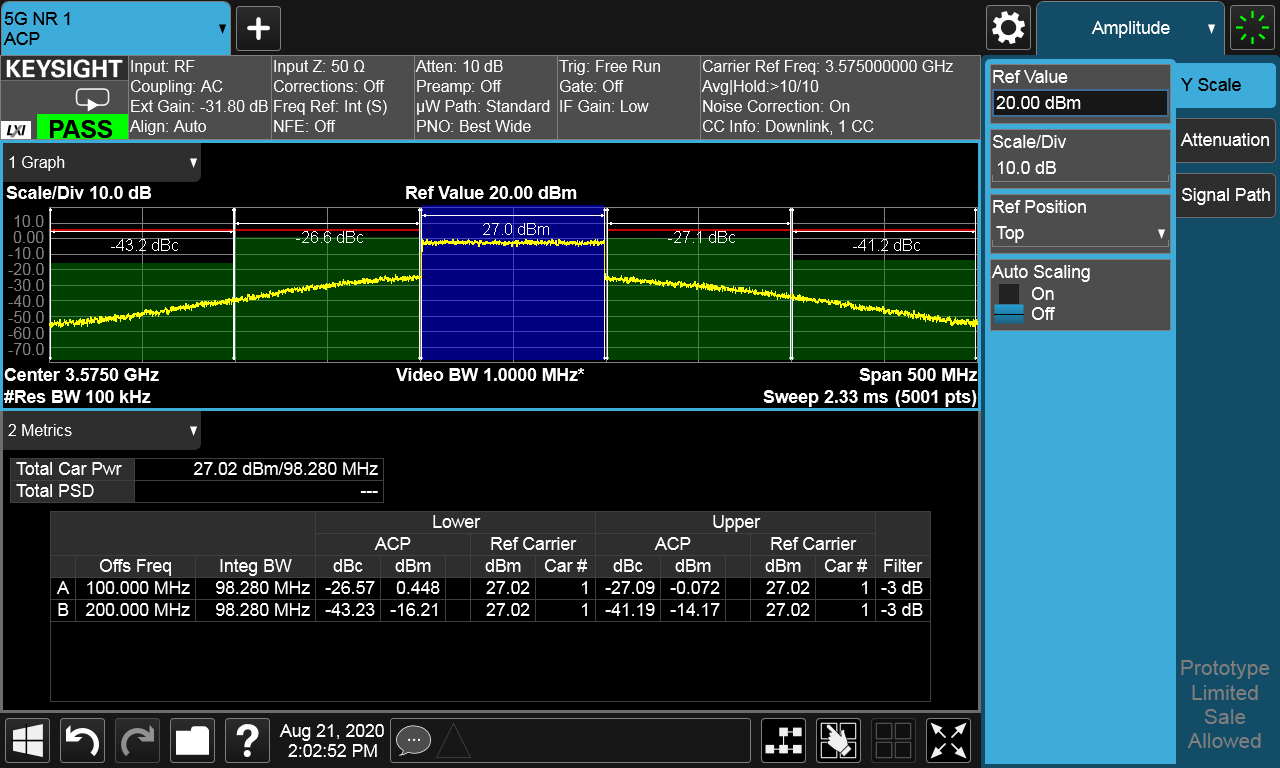 5G NR 1
ACP
Amplitude
KEYSIGHT
LXI
PASS
Input: RF
Coupling: AC
Ext Gain: -31.80 dB
Align: Auto
Input Z: 50 Ω
Corrections: Off
Freq Ref: Int (S)
NFE: Off
Atten: 10 dB
Preamp: Off
µW Path: Standard
PNO: Best Wide
Trig: Free Run
Gate: Off
IF Gain: Low
Carrier Ref Freq: 3.575000000 GHz
Avg|Hold:>10/10
Noise Correction: On
CC Info: Downlink, 1 CC
1 Graph
Scale/Div 10.0 dB
Ref Value 20.00 dBm
10.0
0.00
-10.0
-20.0
-30.0
-40.0
-50.0
-60.0
-70.0
-43.2 dBc
-26.6 dBc
27.0 dBm
-27.1 dBc
-41.2 dBc
Center 3.5750 GHz
Video BW 1.0000 MHz*
Span 500 MHz
#Res BW 100 kHz
Sweep 2.33 ms (5001 pts)
2 Metrics
Total Car Pwr 27.02 dBm/98.280 MHz
Total PSD ---
Lower Upper
ACP Ref Carrier ACP Ref Carrier
Offs Freq Integ BW dBc dBm dBm Car # dBc dBm dBm Car # Filter
A 100.000 MHz 98.280 MHz -26.57 0.448 27.02 1 -27.09 -0.072 27.02 1 -3 dB
B 200.000 MHz 98.280 MHz -43.23 -16.21 27.02 1 -41.19 -14.17 27.02 1 -3 dB
Ref Value
20.00 dBm
Scale/Div
10.0 dB
Ref Position
Top
Auto Scaling
On
Off
Y Scale
Attenuation
Signal Path
Prototype
Limited
Sale
Allowed
?
Aug 21, 2020
2:02:52 PM